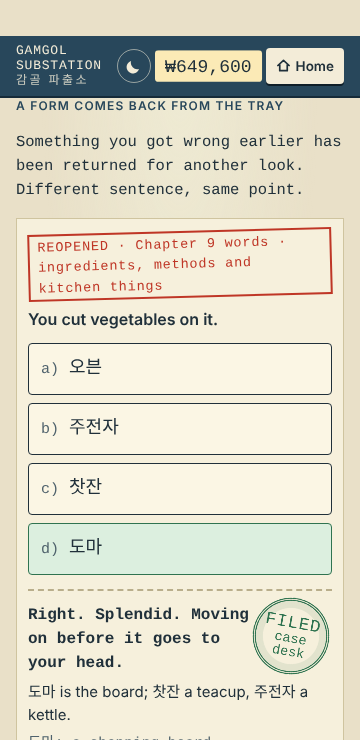 GAMGOL
SUBSTATION
감골 파출소
₩649,600
Home
A FORM COMES BACK FROM THE TRAY
Something you got wrong earlier has
been returned for another look.
Different sentence, same point.
REOPENED · Chapter 9 words ·
ingredients, methods and
kitchen things
You cut vegetables on it.
a) 오븐
b) 주전자
c) 찻잔
d) 도마
Right. Splendid. Moving
on before it goes to
your head.
FILED
case
desk
도마 is the board; 찻잔 a teacup, 주전자 a
kettle.
도마: a chopping board